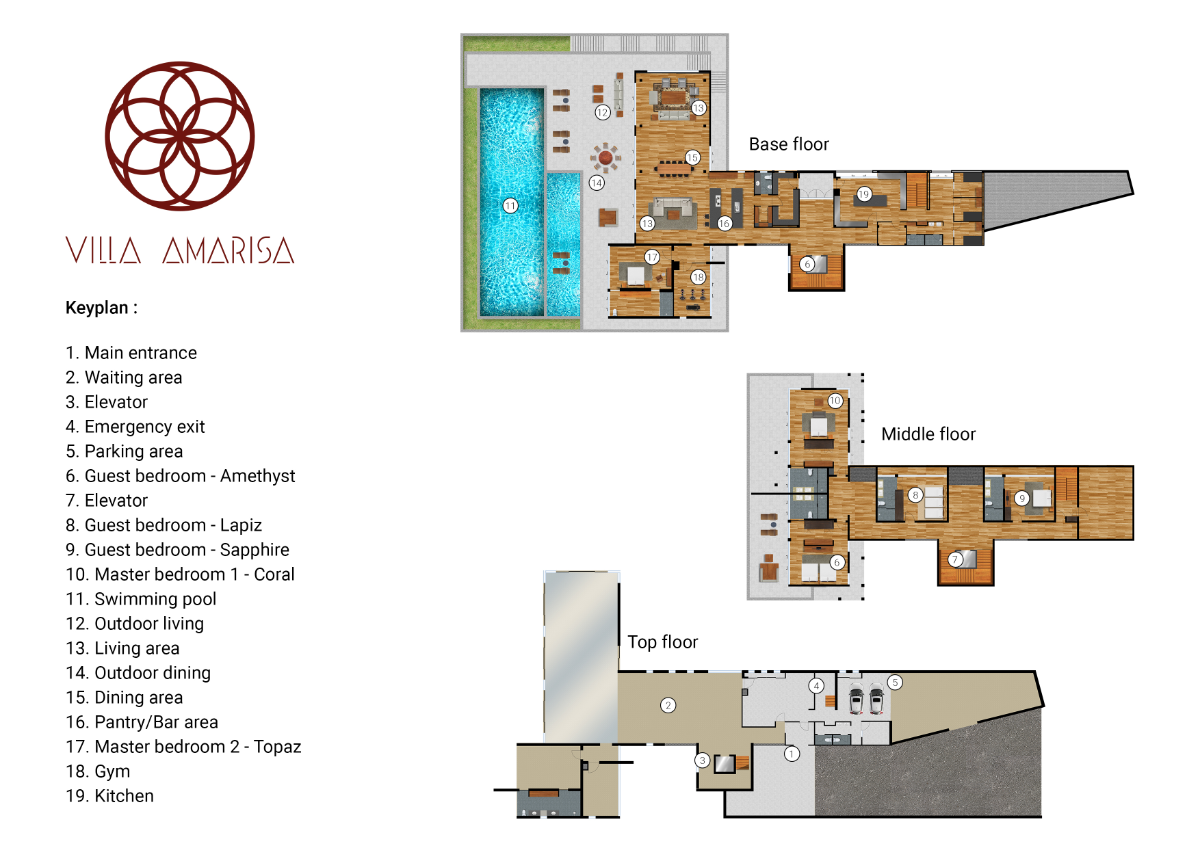 VILLA AMARISA
Keyplan :
1. Main entrance
2. Waiting area
3. Elevator
4. Emergency exit
5. Parking area
6. Guest bedroom - Amethyst
7. Elevator
8. Guest bedroom - Lapiz
9. Guest bedroom - Sapphire
10. Master bedroom 1 - Coral
11. Swimming pool
12. Outdoor living
13. Living area
14. Outdoor dining
15. Dining area
16. Pantry/Bar area
17. Master bedroom 2 - Topaz
18. Gym
19. Kitchen
Base floor
13
12
15
14
19
11
13
16
17
6
18
Middle floor
10
8
9
7
6
Top floor
4
5
2
1
3